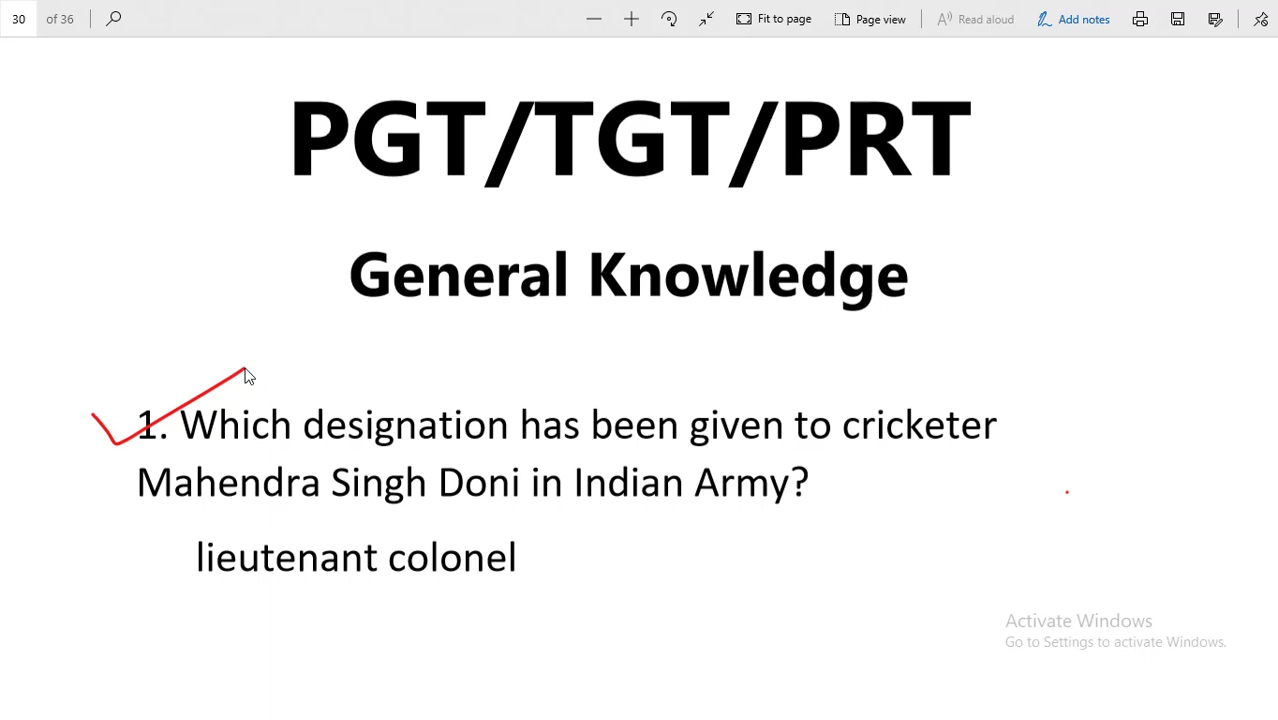 30 of 36 Fit to page Page view Read aloud Add notes
PGT/TGT/PRT
General Knowledge
1. Which designation has been given to cricketer
Mahendra Singh Doni in Indian Army?
lieutenant colonel
Activate Windows
Go to Settings to activate Windows.